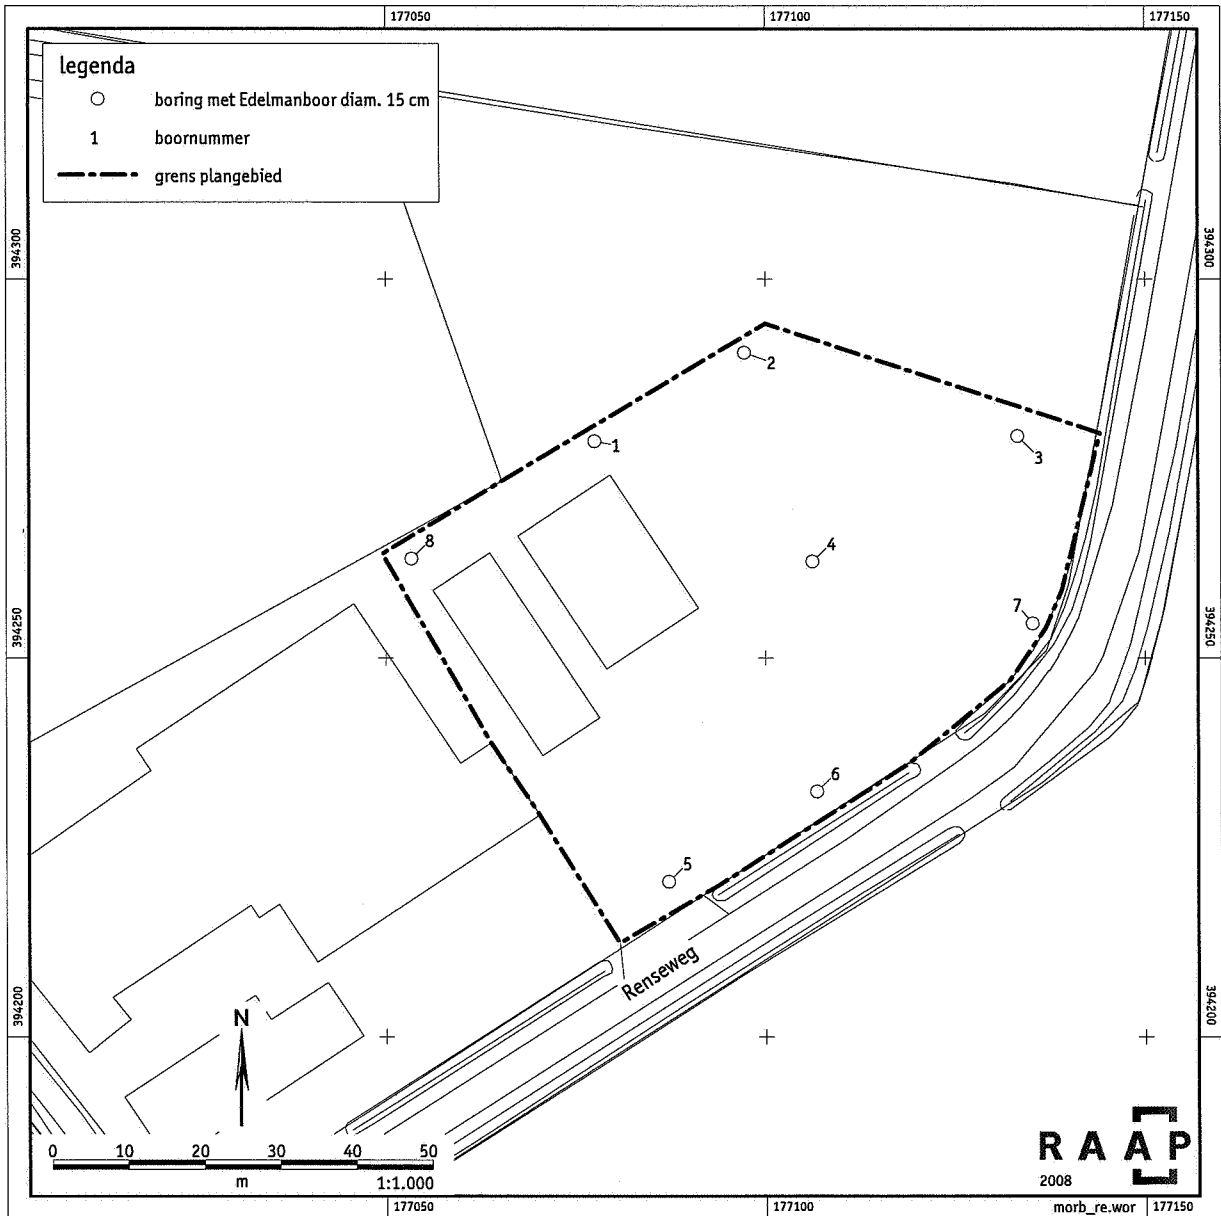 177050
177100
177150
legenda
boring met Edelmanboor diam. 15 cm
1 boornummer
grens plangebied
394300
394300
2
1
3
8
4
7
394250
394250
6
5
Renseweg
394200
394200
N
0 10 20 30 40 50
m 1:1.000
RAAP
2008
morb_re.wor
177050
177100
177150